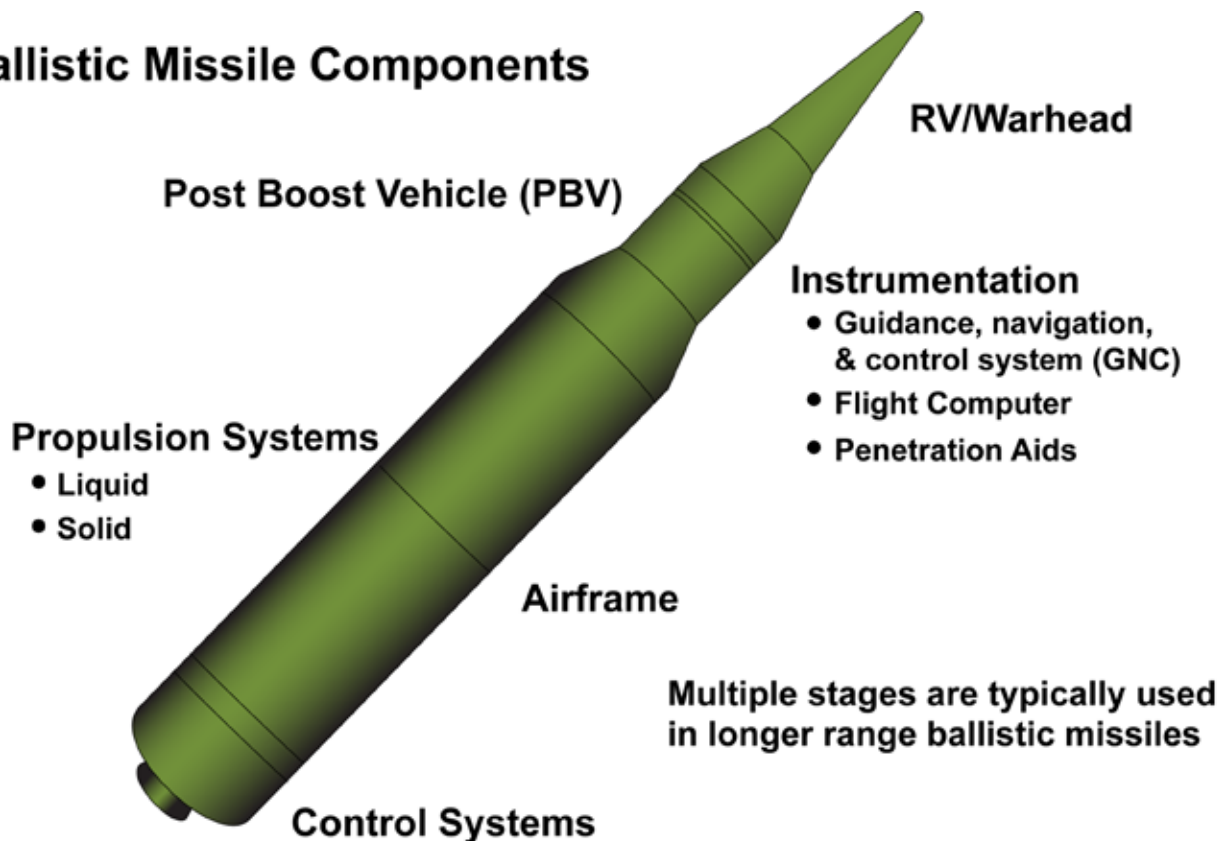 allistic Missile Components
RV/Warhead
Post Boost Vehicle (PBV)
Instrumentation
• Guidance, navigation,
& control system (GNC)
• Flight Computer
• Penetration Aids
Propulsion Systems
• Liquid
• Solid
Airframe
Multiple stages are typically used
in longer range ballistic missiles
Control Systems